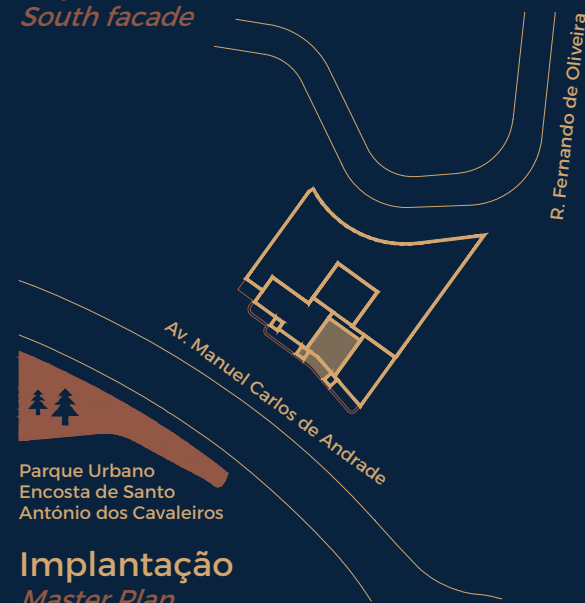 South facade
R. Fernando de Oliveira
Av. Manuel Carlos de Andrade
Parque Urbano
Encosta de Santo
António dos Cavaleiros
Implantação
Master Plan